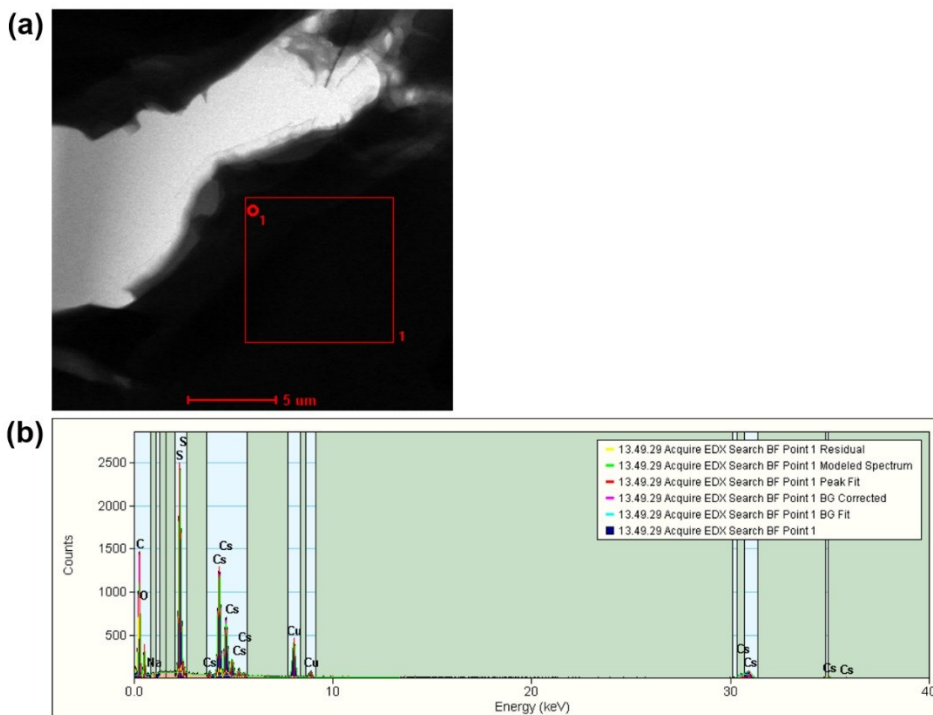 (a)
1
1
5 um
(b)
Counts
2500
2000
1500
1000
500
S
S
C
O
Na
Cs
Cs
Cs
Cs
Cs
Cs
Cu
Cu
Cs
Cs
Cs
Cs
13.49.29 Acquire EDX Search BF Point 1 Residual
13.49.29 Acquire EDX Search BF Point 1 Modeled Spectrum
13.49.29 Acquire EDX Search BF Point 1 Peak Fit
13.49.29 Acquire EDX Search BF Point 1 BG Corrected
13.49.29 Acquire EDX Search BF Point 1 BG Fit
13.49.29 Acquire EDX Search BF Point 1
0.0
10
20
30
40
Energy (keV)